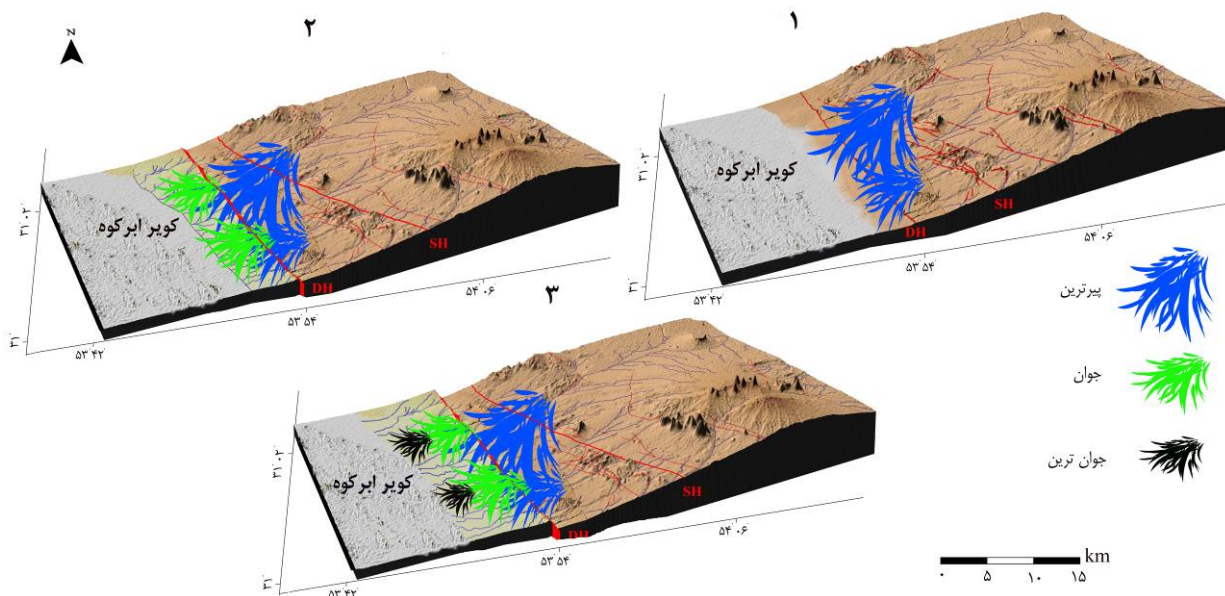 N
۲
۱
کویر ابرکوه
کویر ابرکوه
SH
DH
SH
DH
۳۱ ۰۲
۳۱
۵۳ ۴۲
۵۳ ۵۴
۵۴ ۰۶
۳۱ ۰۲
۳۱
۵۳ ۴۲
۵۳ ۵۴
۵۴ ۰۶
۳
کویر ابرکوه
SH
DH
۳۱ ۰۲
۳۱
۵۳ ۴۲
۵۳ ۵۴
۵۴ ۰۶
پیرترین
جوان
جوان ترین
km
۰ ۵ ۱۰ ۱۵